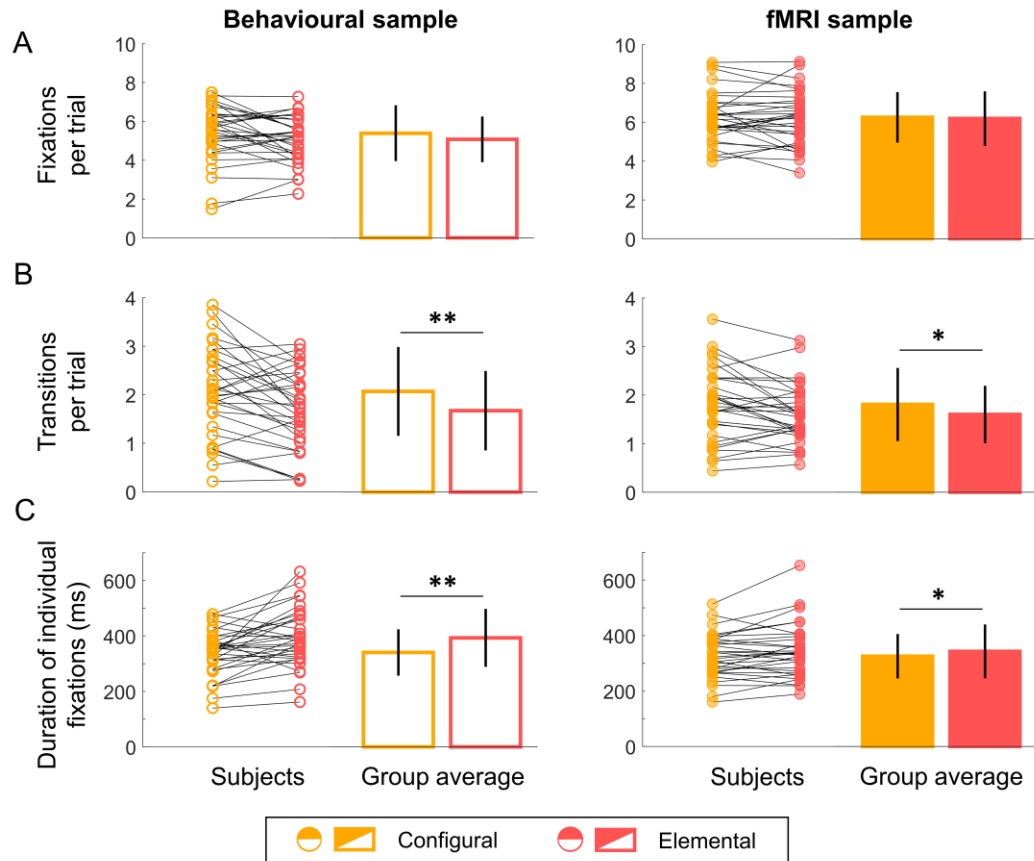 Behavioural sample
fMRI sample
A
Fixations
per trial
10
8
6
4
2
0
10
8
6
4
2
0
B
Transitions
per trial
4
3
2
1
0
**
4
3
2
1
0
*
C
Duration of individual
fixations (ms)
600
400
200
0
**
600
400
200
0
*
Subjects
Group average
Subjects
Group average
Configural
Elemental